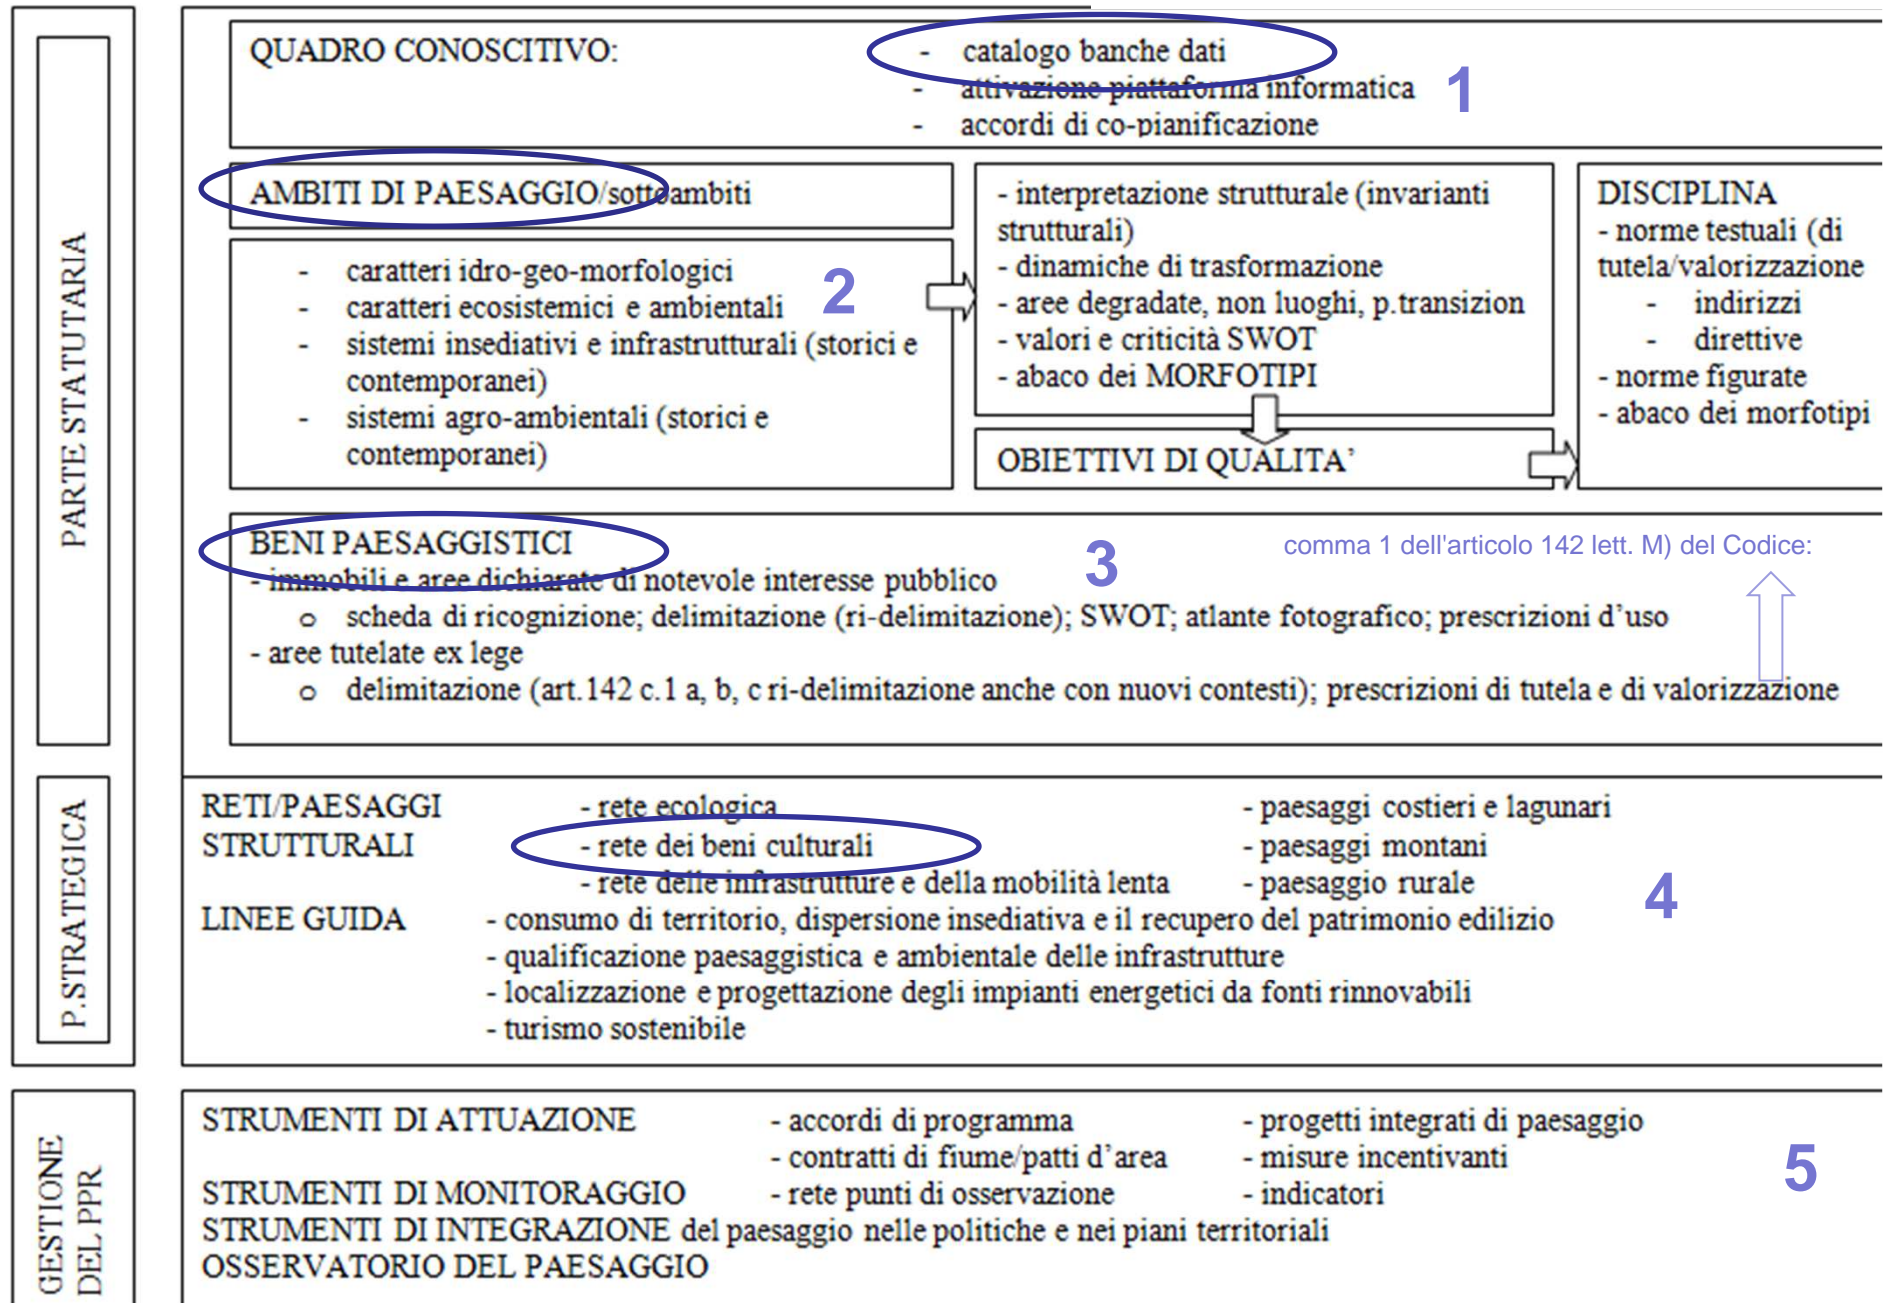 PARTE STATUTARIA
QUADRO CONOSCITIVO:
- catalogo banche dati
- attivazione piattaforma informatica
- accordi di co-pianificazione
1
AMBITI DI PAESAGGIO/sottoambiti
- caratteri idro-geo-morfologici
- caratteri ecosistemici e ambientali
- sistemi insediativi e infrastrutturali (storici e
contemporanei)
- sistemi agro-ambientali (storici e
contemporanei)
2
- interpretazione strutturale (invarianti
strutturali)
- dinamiche di trasformazione
- aree degradate, non luoghi, p.transizion
- valori e criticità SWOT
- abaco dei MORFOTIPI
OBIETTIVI DI QUALITA’
DISCIPLINA
- norme testuali (di
tutela/valorizzazione
- indirizzi
- direttive
- norme figurate
- abaco dei morfotipi
BENI PAESAGGISTICI
3
comma 1 dell'articolo 142 lett. M) del Codice:
- immobili e aree dichiarate di notevole interesse pubblico
o scheda di ricognizione; delimitazione (ri-delimitazione); SWOT; atlante fotografico; prescrizioni d’uso
- aree tutelate ex lege
o delimitazione (art.142 c.1 a, b, c ri-delimitazione anche con nuovi contesti); prescrizioni di tutela e di valorizzazione
P.STRATEGICA
RETI/PAESAGGI
STRUTTURALI
- rete ecologica
- rete dei beni culturali
- rete delle infrastrutture e della mobilità lenta
- paesaggi costieri e lagunari
- paesaggi montani
- paesaggio rurale
4
LINEE GUIDA
- consumo di territorio, dispersione insediativa e il recupero del patrimonio edilizio
- qualificazione paesaggistica e ambientale delle infrastrutture
- localizzazione e progettazione degli impianti energetici da fonti rinnovabili
- turismo sostenibile
GESTIONE
DEL PPR
STRUMENTI DI ATTUAZIONE - accordi di programma - progetti integrati di paesaggio
- contratti di fiume/patti d’area - misure incentivanti
5
STRUMENTI DI MONITORAGGIO - rete punti di osservazione - indicatori
STRUMENTI DI INTEGRAZIONE del paesaggio nelle politiche e nei piani territoriali
OSSERVATORIO DEL PAESAGGIO